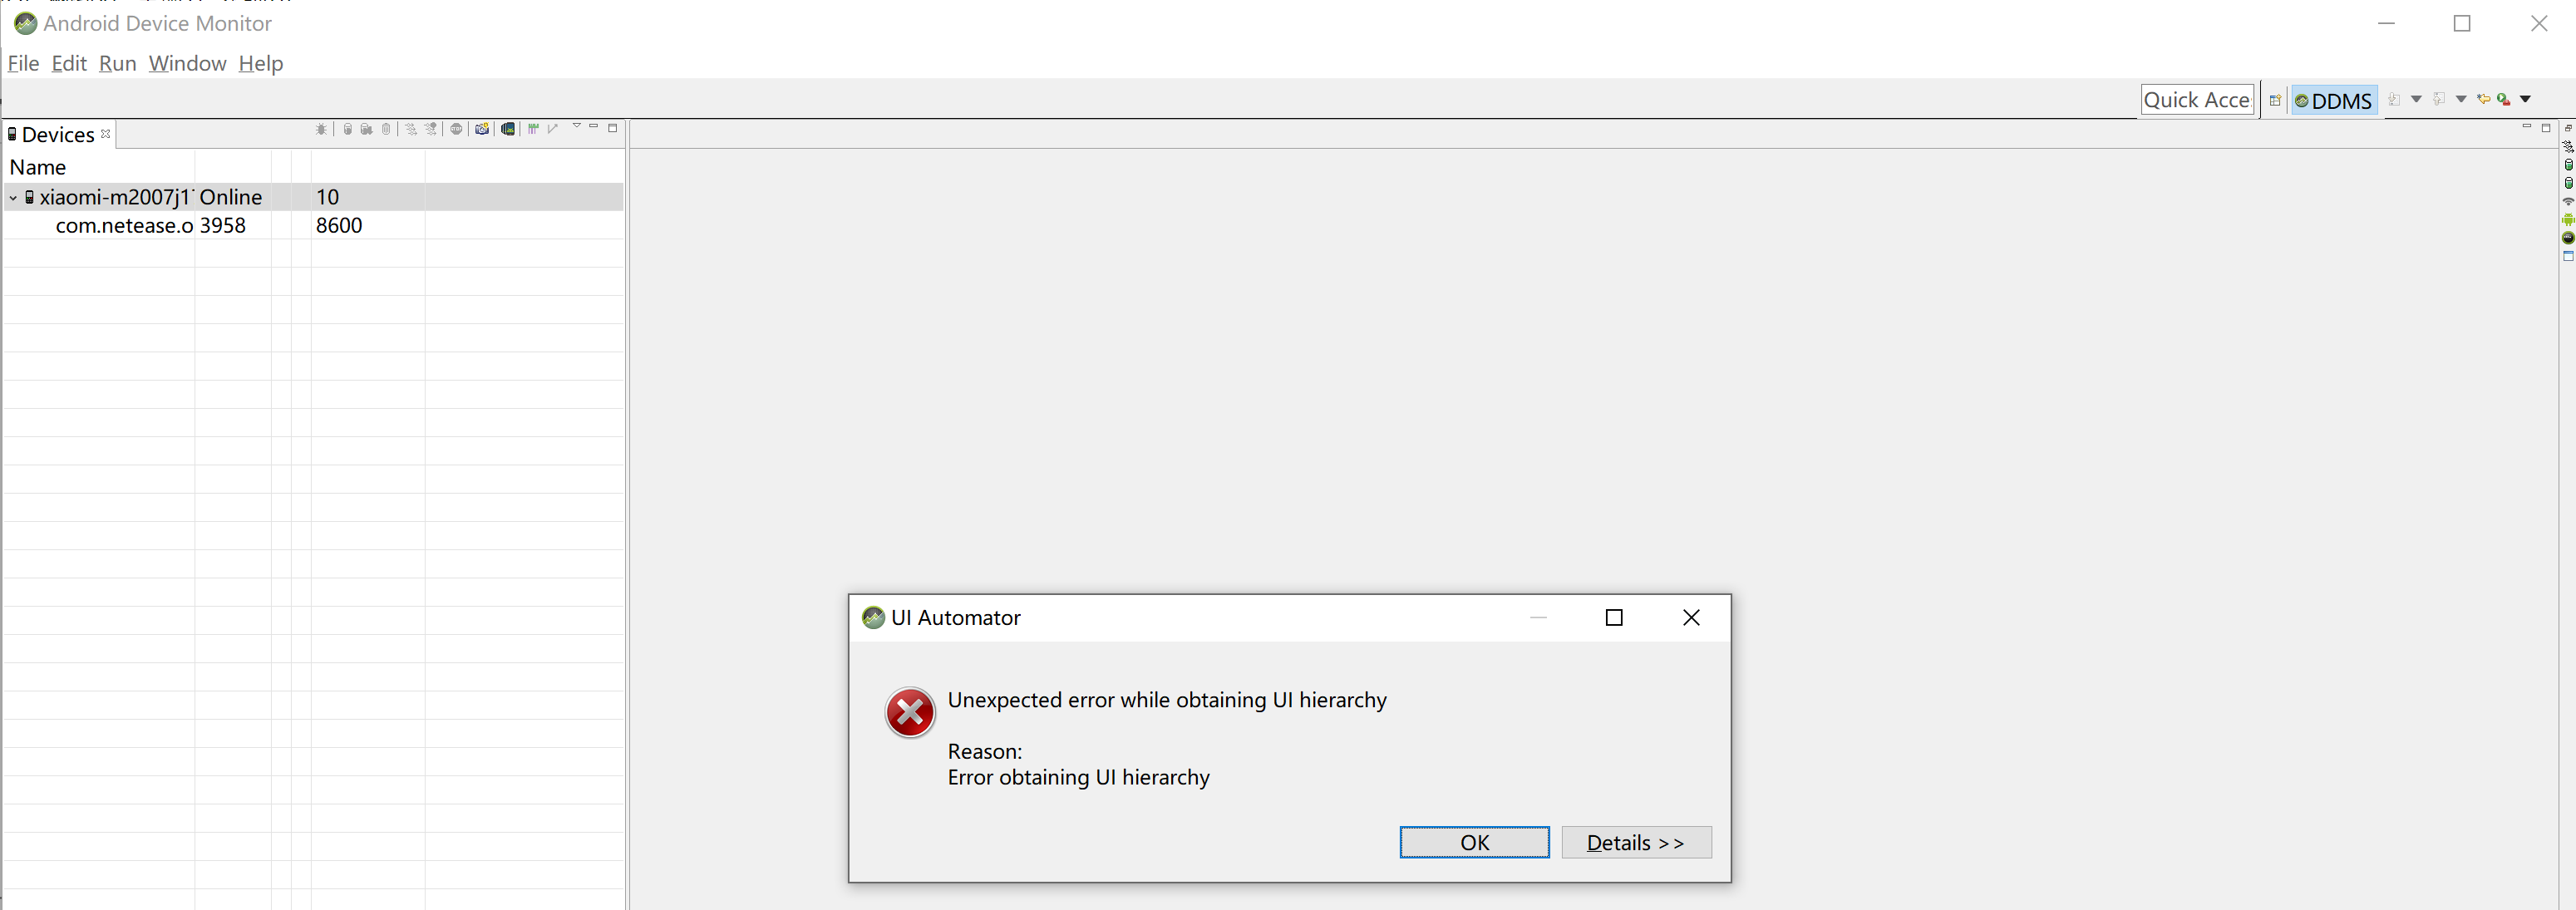 Android Device Monitor
File Edit Run Window Help
Quick Acce
DDMS
Devices
Name
xiaomi-m2007j1 Online 10
com.netease.o 3958 8600
UI Automator
Unexpected error while obtaining UI hierarchy
Reason:
Error obtaining UI hierarchy
OK Details >>